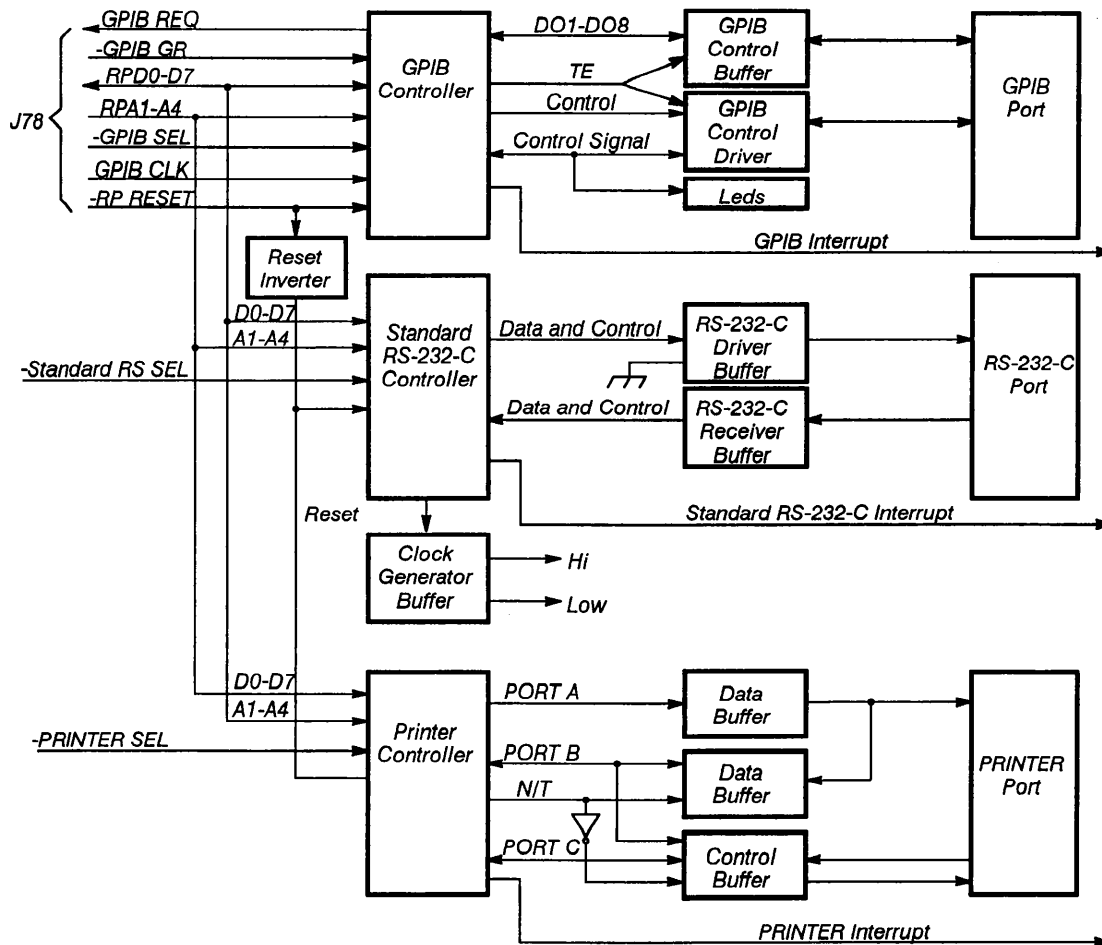 GPIB REQ
-GPIB GR
RPD0-D7
RPA1-A4
J78
-GPIB SEL
GPIB CLK
-RP RESET
GPIB
Controller
DO1-DO8
TE
Control
Control Signal
GPIB
Control
Buffer
GPIB
Control
Driver
Leds
GPIB
Port
GPIB Interrupt
Reset
Inverter
D0-D7
A1-A4
-Standard RS SEL
Standard
RS-232-C
Controller
Data and Control
Data and Control
RS-232-C
Driver
Buffer
RS-232-C
Receiver
Buffer
RS-232-C
Port
Standard RS-232-C Interrupt
Reset
Clock
Generator
Buffer
Hi
Low
D0-D7
A1-A4
-PRINTER SEL
Printer
Controller
PORT A
PORT B
N/T
PORT C
Data
Buffer
Data
Buffer
Control
Buffer
PRINTER
Port
PRINTER Interrupt